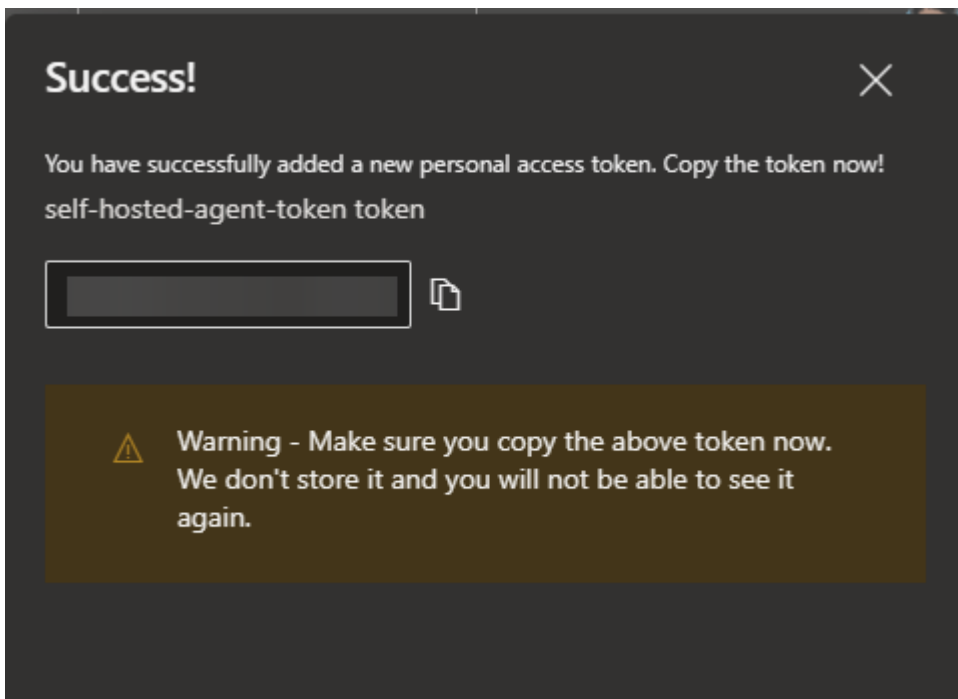 Success!
You have successfully added a new personal access token. Copy the token now!
self-hosted-agent-token token
Warning - Make sure you copy the above token now.
We don't store it and you will not be able to see it
again.